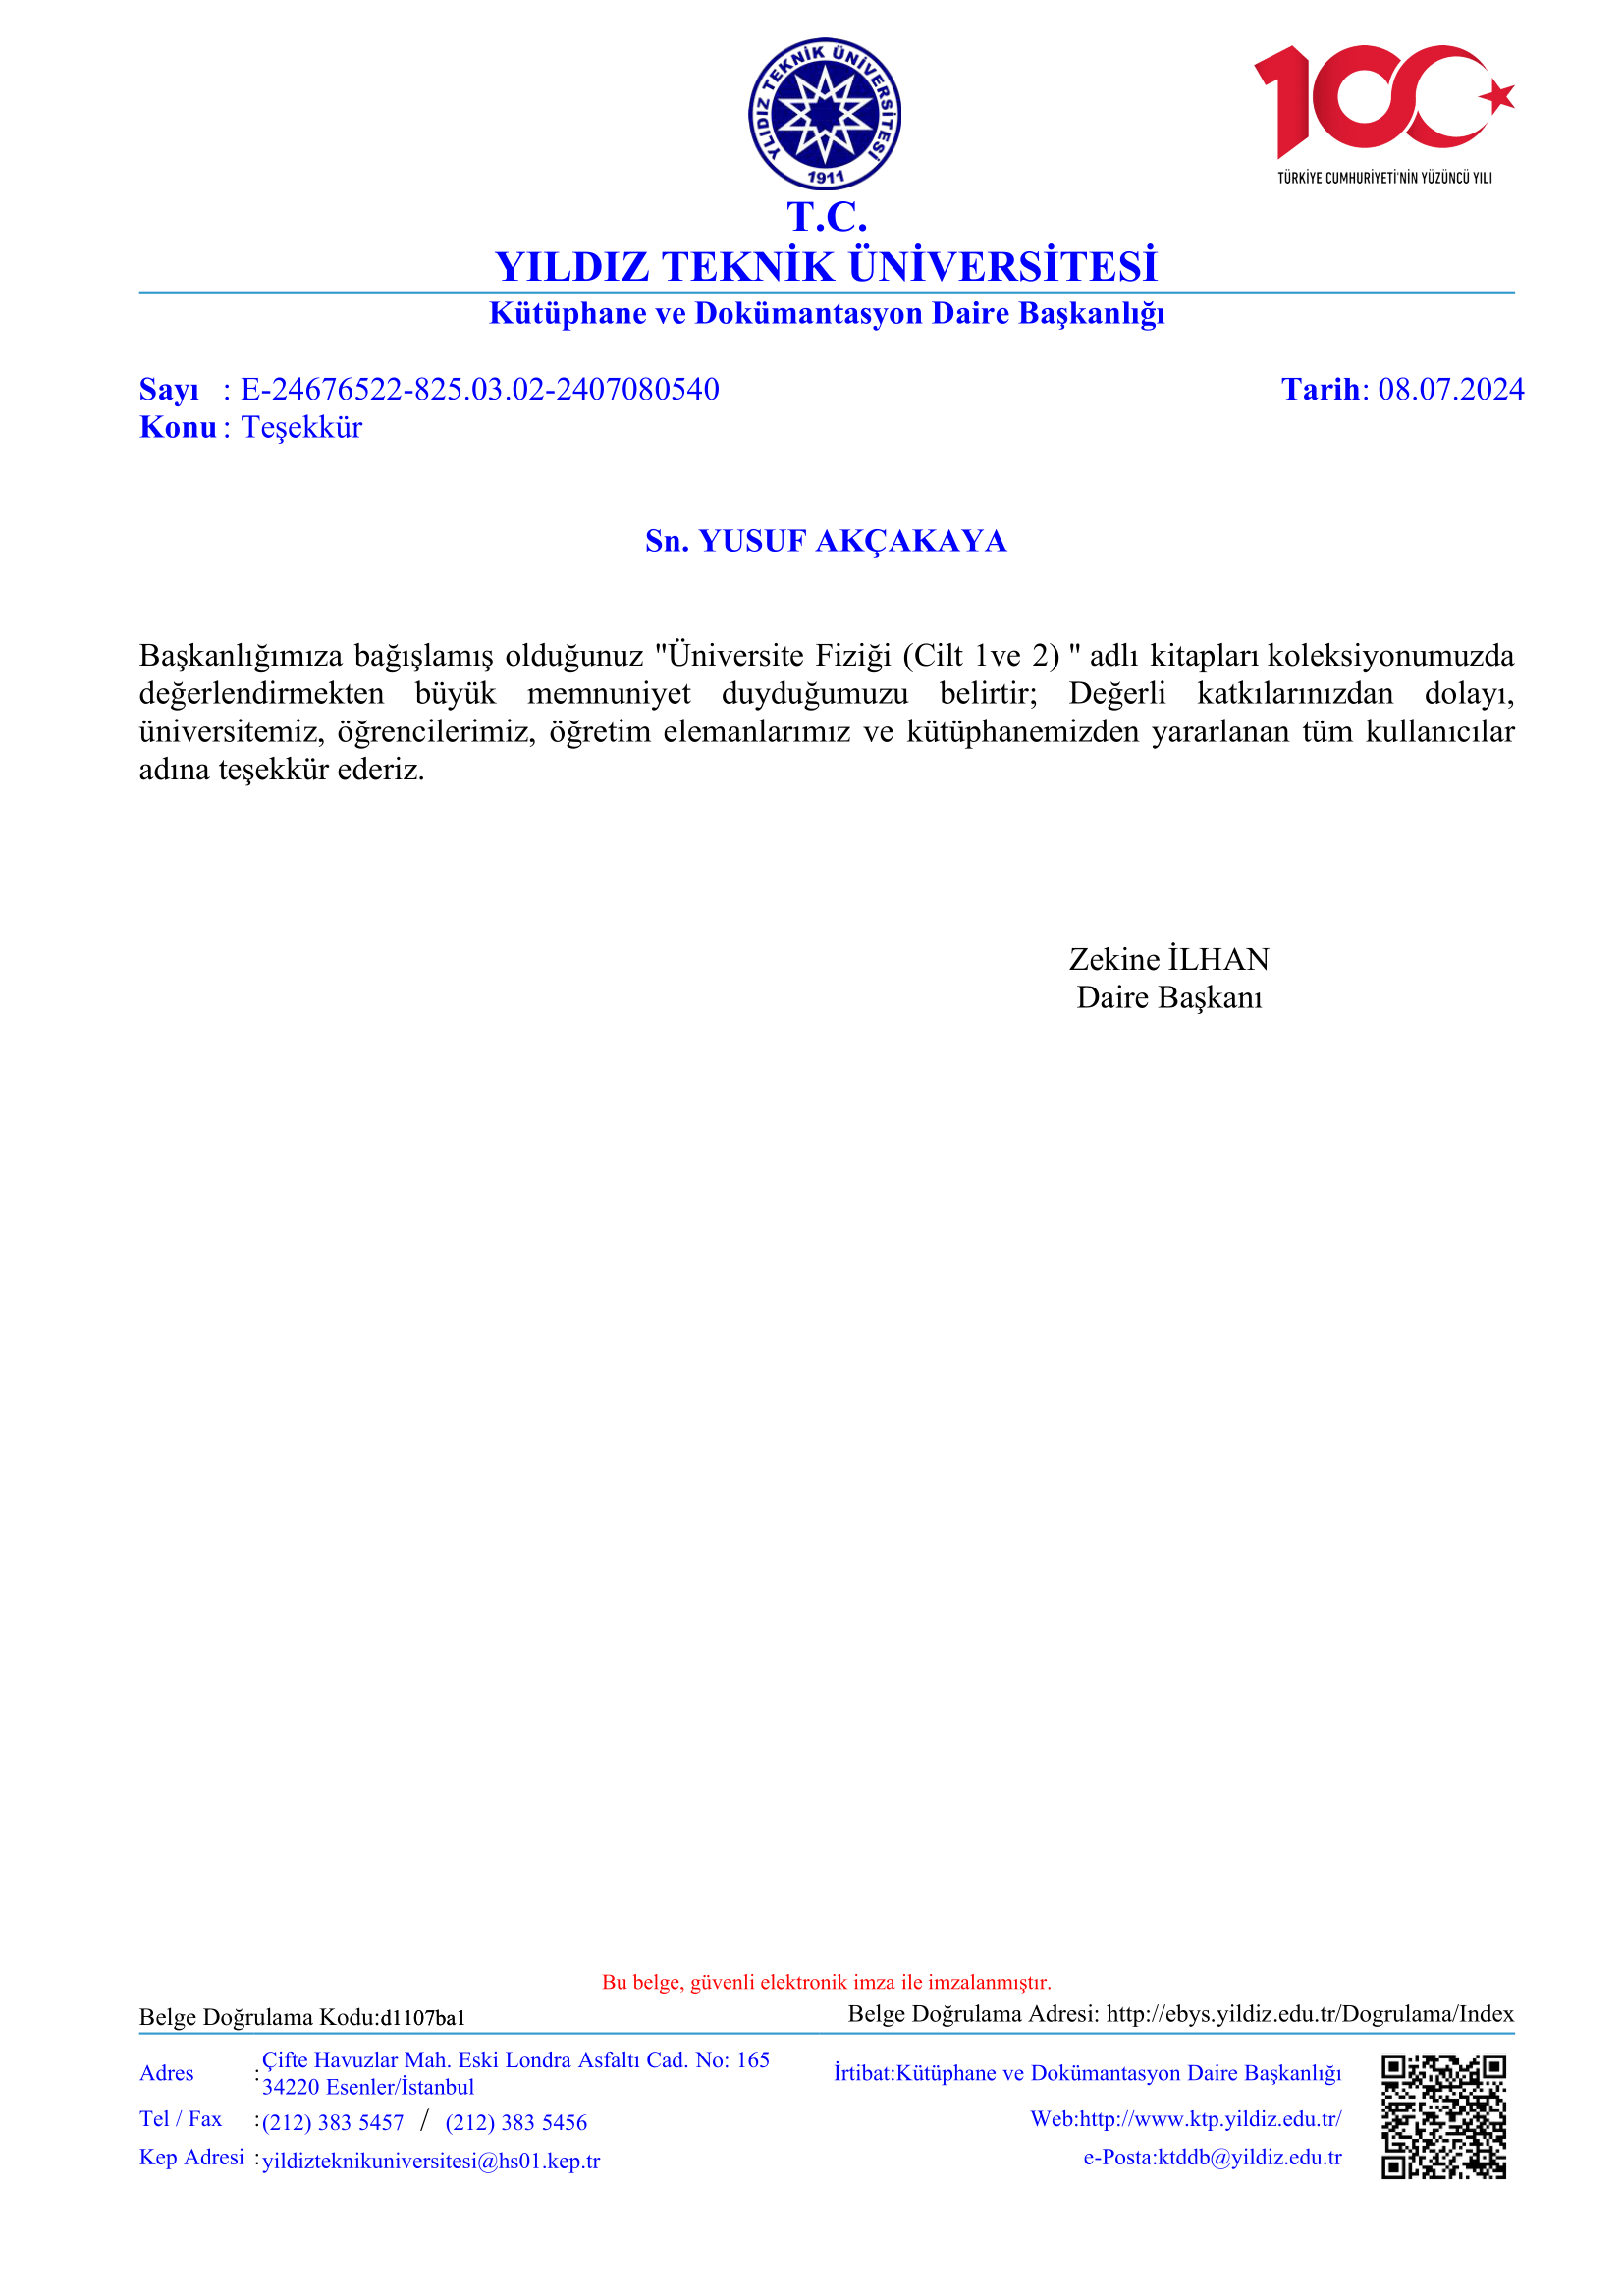 YILDIZ TEKNİK ÜNİVERSİTESİ
1911
TÜRKİYE CUMHURİYETİ'NİN YÜZÜNCÜ YILI
T.C.
YILDIZ TEKNİK ÜNİVERSİTESİ
Kütüphane ve Dokümantasyon Daire Başkanlığı
Sayı : E-24676522-825.03.02-2407080540 Tarih: 08.07.2024
Konu : Teşekkür
Sn. YUSUF AKÇAKAYA
Başkanlığımıza bağışlamış olduğunuz "Üniversite Fiziği (Cilt 1ve 2) " adlı kitapları koleksiyonumuzda
değerlendirmekten büyük memnuniyet duyduğumuzu belirtir; Değerli katkılarınızdan dolayı,
üniversitemiz, öğrencilerimiz, öğretim elemanlarımız ve kütüphanemizden yararlanan tüm kullanıcılar
adına teşekkür ederiz.
Zekine İLHAN
Daire Başkanı
Bu belge, güvenli elektronik imza ile imzalanmıştır.
Belge Doğrulama Kodu:d1107ba1 Belge Doğrulama Adresi: http://ebys.yildiz.edu.tr/Dogrulama/Index
Adres : Çifte Havuzlar Mah. Eski Londra Asfaltı Cad. No: 165
34220 Esenler/İstanbul
İrtibat:Kütüphane ve Dokümantasyon Daire Başkanlığı
Tel / Fax :(212) 383 5457 / (212) 383 5456 Web:http://www.ktp.yildiz.edu.tr/
Kep Adresi :yildizteknikuniversitesi@hs01.kep.tr e-Posta:ktddb@yildiz.edu.tr